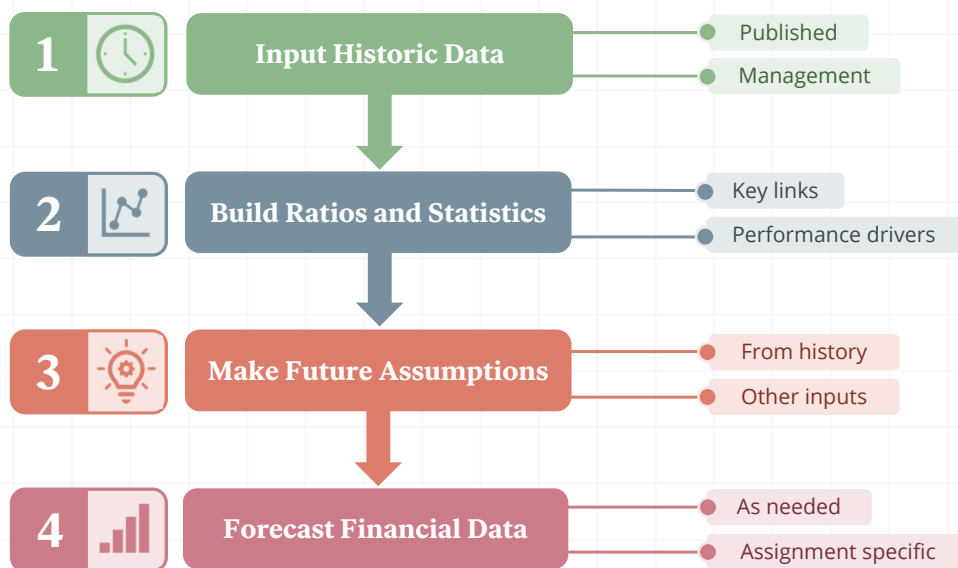 1
Input Historic Data
Published
Management
2
Build Ratios and Statistics
Key links
Performance drivers
3
Make Future Assumptions
From history
Other inputs
4
Forecast Financial Data
As needed
Assignment specific